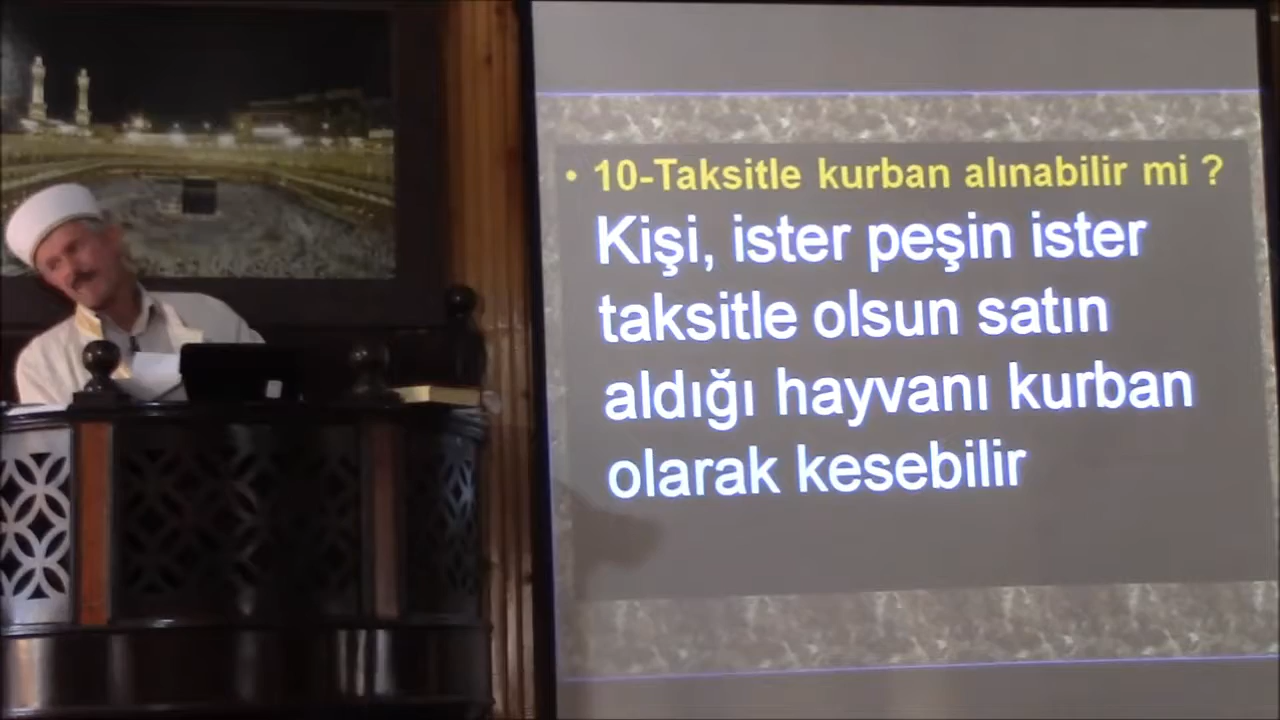 • 10-Taksitle kurban alınabilir mi ?
Kişi, ister peşin ister
taksitle olsun satın
aldığı hayvanı kurban
olarak kesebilir